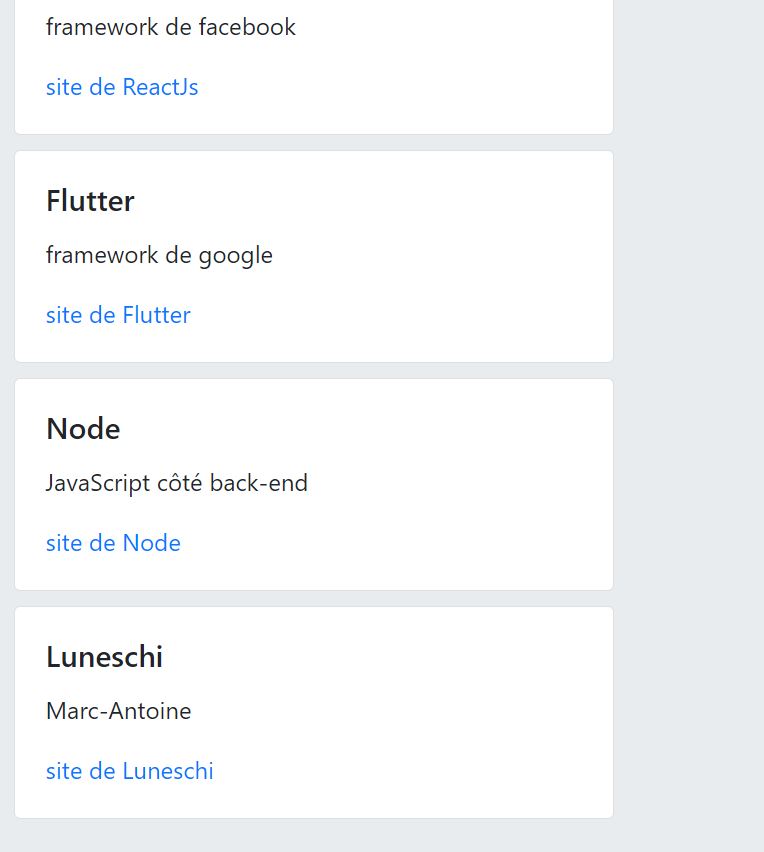 framework de facebook
site de ReactJs
Flutter
framework de google
site de Flutter
Node
JavaScript côté back-end
site de Node
Luneschi
Marc-Antoine
site de Luneschi